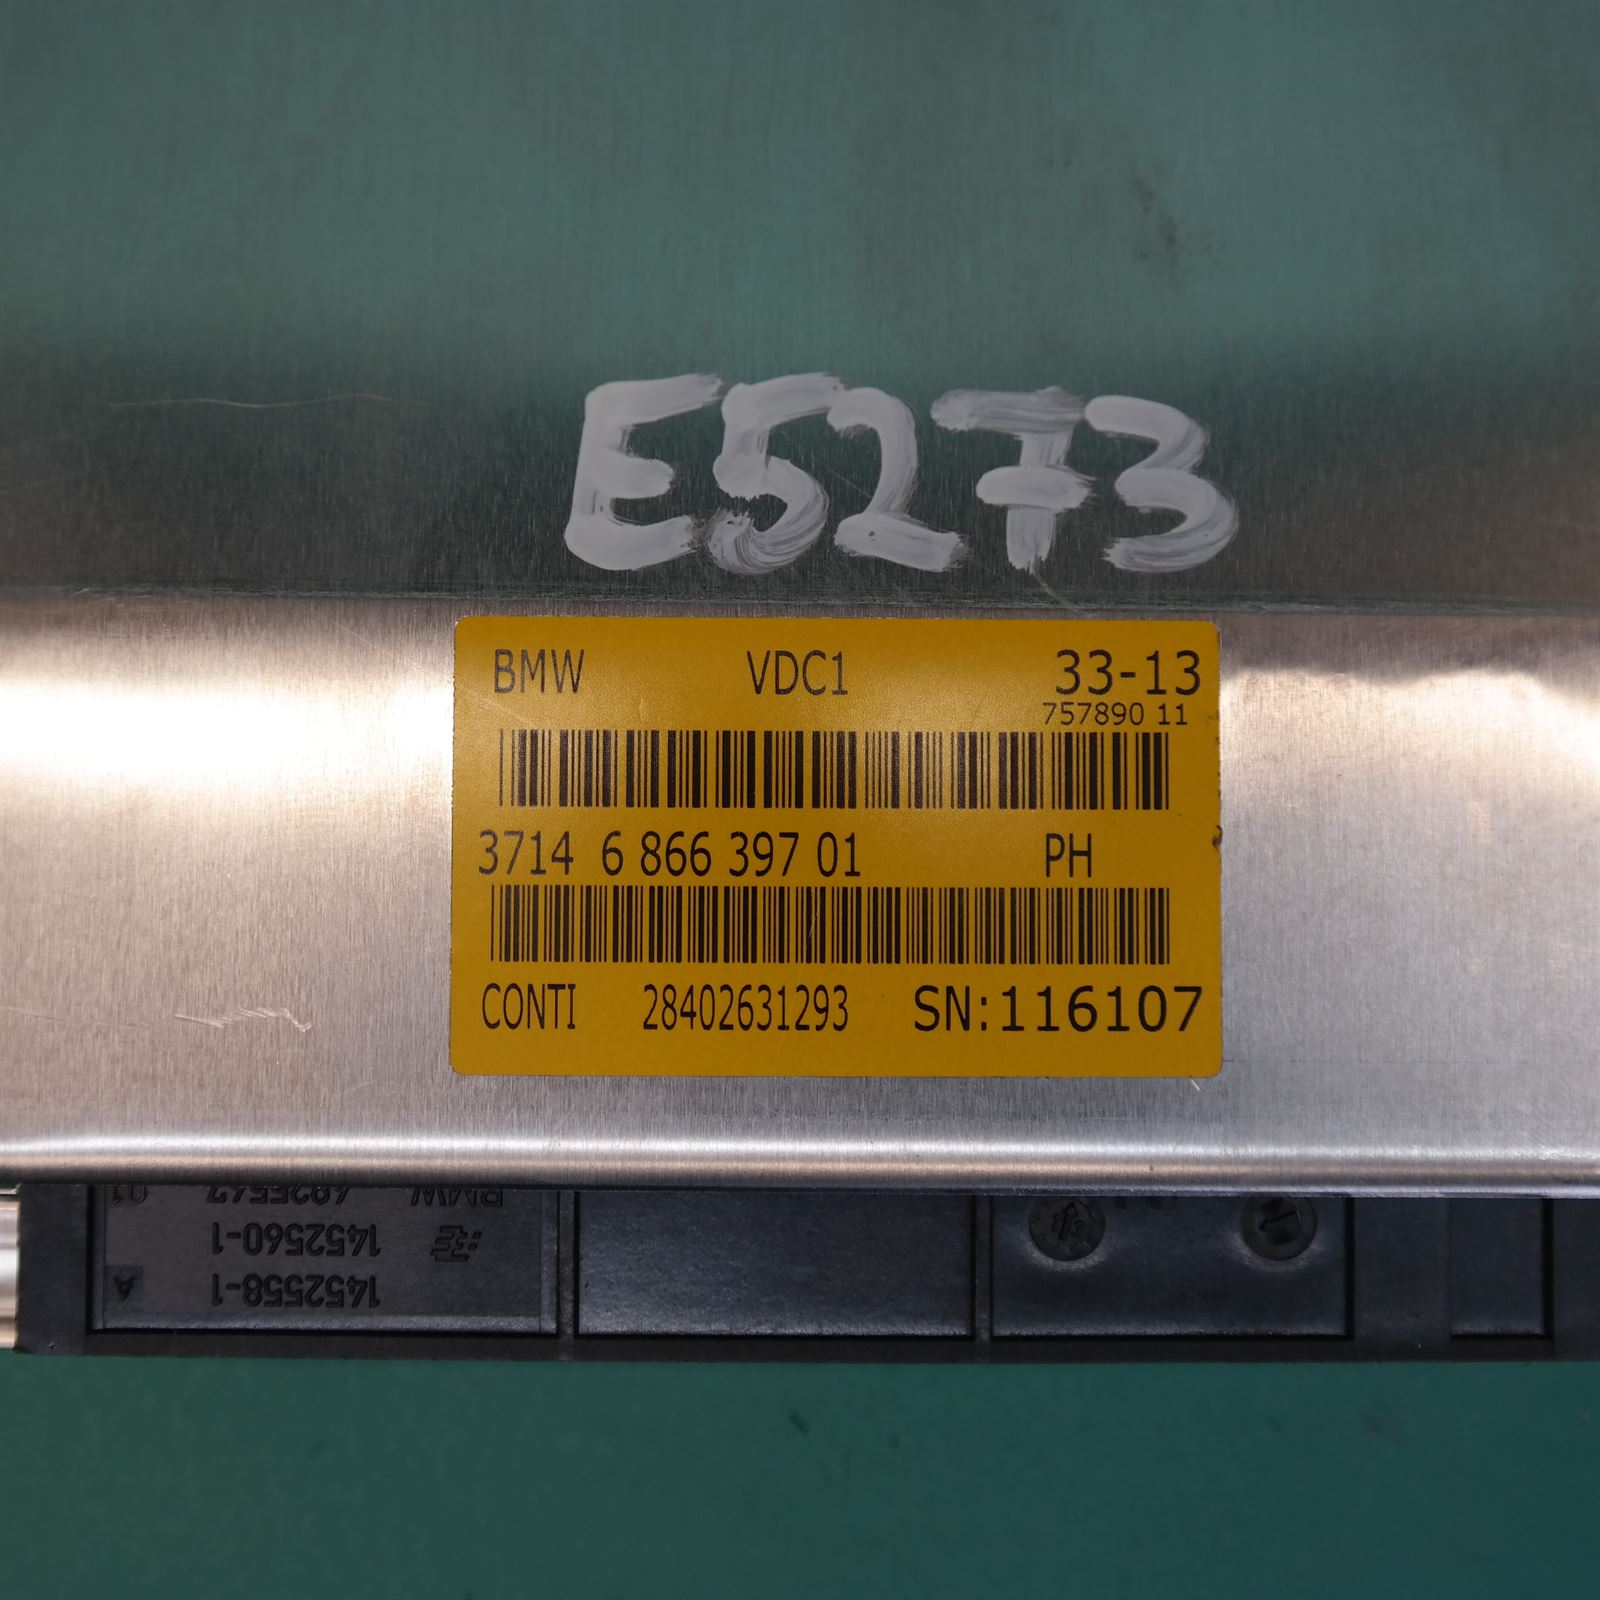 E5273
BMW VDC1 33-13
757890 11
3714 6 866 397 01 PH
CONTI 28402631293 SN:116107
1452558-1 A
1452560-1
BMW 01